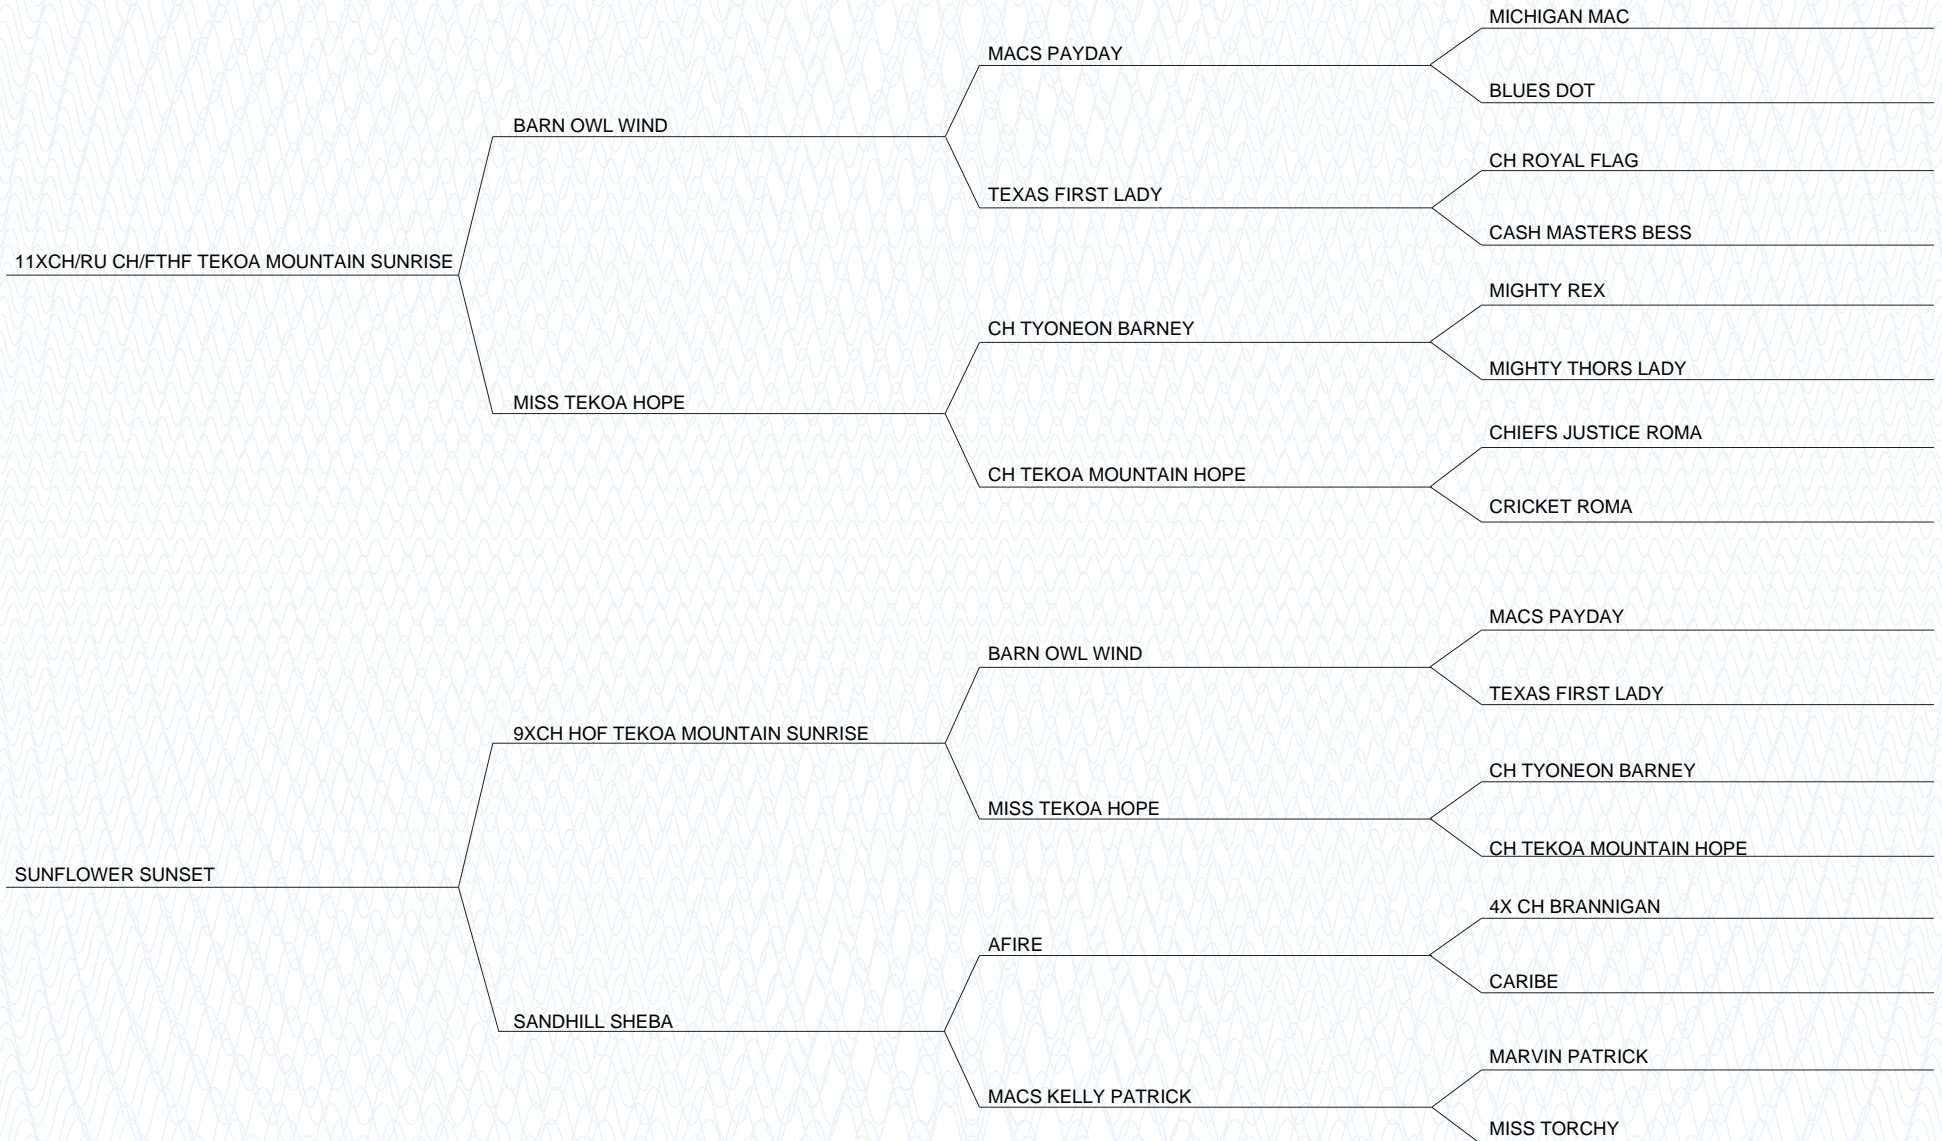 MICHIGAN MAC
MACS PAYDAY
BLUES DOT
BARN OWL WIND
CH ROYAL FLAG
TEXAS FIRST LADY
CASH MASTERS BESS
11XCH/RU CH/FTHF TEKOA MOUNTAIN SUNRISE
MIGHTY REX
CH TYONEON BARNEY
MIGHTY THORS LADY
MISS TEKOA HOPE
CHIEFS JUSTICE ROMA
CH TEKOA MOUNTAIN HOPE
CRICKET ROMA
MACS PAYDAY
BARN OWL WIND
TEXAS FIRST LADY
9XCH HOF TEKOA MOUNTAIN SUNRISE
CH TYONEON BARNEY
MISS TEKOA HOPE
CH TEKOA MOUNTAIN HOPE
SUNFLOWER SUNSET
4X CH BRANNIGAN
AFIRE
CARIBE
SANDHILL SHEBA
MARVIN PATRICK
MACS KELLY PATRICK
MISS TORCHY